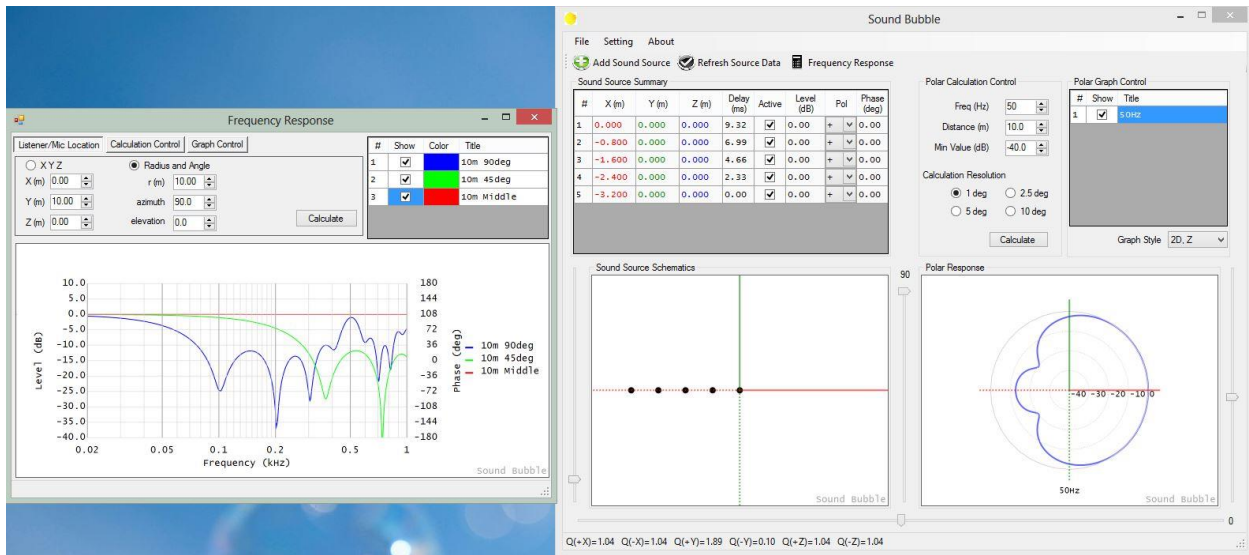 Frequency Response
Listener/Mic Location Calculation Control Graph Control
X Y Z Radius and Angle
X (m) 0.00 r (m) 10.00
Y (m) 10.00 azimuth 90.0
Z (m) 0.00 elevation 0.0 Calculate
# Show Color Title
1 10m 90deg
2 10m 45deg
3 10m Middle
10.0 180
5.0 144
0.0 108
-5.0 72
-10.0 36
-15.0 0
-20.0 -36
-25.0 -72
-30.0 -108
-35.0 -144
-40.0 -180
Level (dB)
Phase (deg)
10m 90deg
10m 45deg
10m Middle
0.02 0.05 0.1 0.2 0.5 1
Frequency (kHz)
Sound Bubble
Sound Bubble
File Setting About
Add Sound Source Refresh Source Data Frequency Response
Sound Source Summary
# X (m) Y (m) Z (m) Delay (ms) Active Level (dB) Pol Phase (deg)
1 0.000 0.000 0.000 9.32 0.00 + 0.00
2 -0.800 0.000 0.000 6.99 0.00 + 0.00
3 -1.600 0.000 0.000 4.66 0.00 + 0.00
4 -2.400 0.000 0.000 2.33 0.00 + 0.00
5 -3.200 0.000 0.000 0.00 0.00 + 0.00
Polar Calculation Control
Freq (Hz) 50
Distance (m) 10.0
Min Value (dB) -40.0
Calculation Resolution
1 deg 2.5 deg
5 deg 10 deg
Calculate
Polar Graph Control
# Show Title
1 50Hz
Graph Style 2D, Z
Sound Source Schematics
Sound Bubble
90
Polar Response
-40 -30 -20 -10 0
50Hz
Sound Bubble
0
Q(+X)=1.04 Q(-X)=1.04 Q(+Y)=1.89 Q(-Y)=0.10 Q(+Z)=1.04 Q(-Z)=1.04